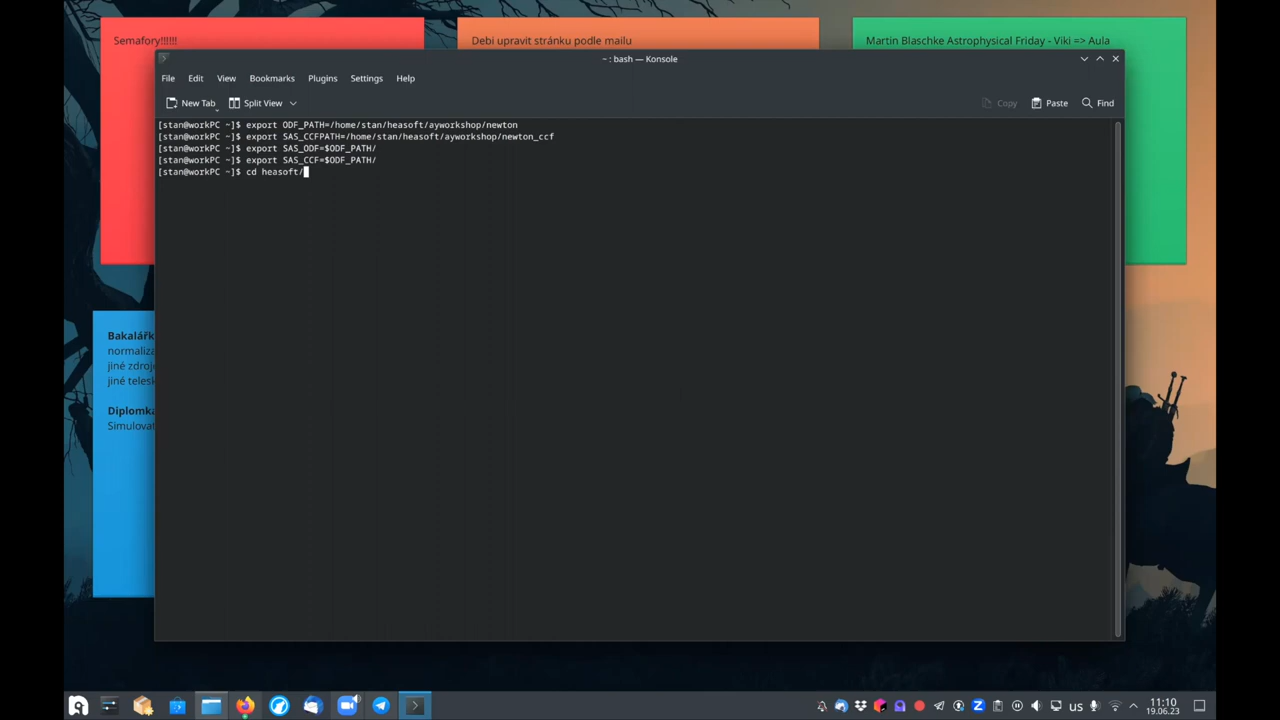 Semafory!!!!!!
Debi upravit stránku podle mailu
Martin Blaschke Astrophysical Friday - Viki => Aula
~ : bash — Konsole
File Edit View Bookmarks Plugins Settings Help
New Tab Split View Copy Paste Find
[stan@workPC ~]$ export ODF_PATH=/home/stan/heasoft/ayworkshop/newton
[stan@workPC ~]$ export SAS_CCFPATH=/home/stan/heasoft/ayworkshop/newton_ccf
[stan@workPC ~]$ export SAS_ODF=$ODF_PATH/
[stan@workPC ~]$ export SAS_CCF=$ODF_PATH/
[stan@workPC ~]$ cd heasoft/
Bakalářk
normaliza
jiné zdroje
jiné telesk
Diplomka
Simulovat
us
11:10
19.06.23